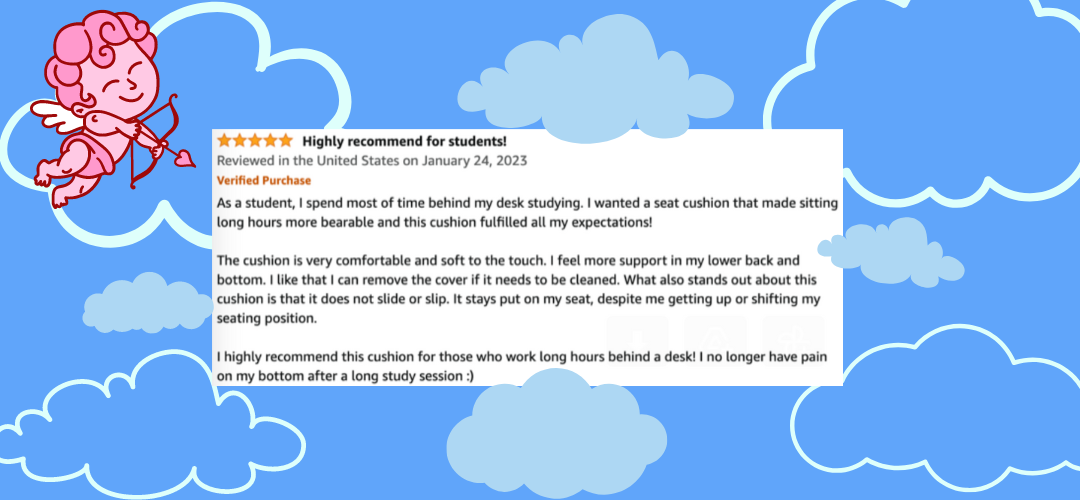 Highly recommend for students!
Reviewed in the United States on January 24, 2023
Verified Purchase
As a student, I spend most of time behind my desk studying. I wanted a seat cushion that made sitting
long hours more bearable and this cushion fulfilled all my expectations!
The cushion is very comfortable and soft to the touch. I feel more support in my lower back and
bottom. I like that I can remove the cover if it needs to be cleaned. What also stands out about this
cushion is that it does not slide or slip. It stays put on my seat, despite me getting up or shifting my
seating position.
I highly recommend this cushion for those who work long hours behind a desk! I no longer have pain
on my bottom after a long study session :)